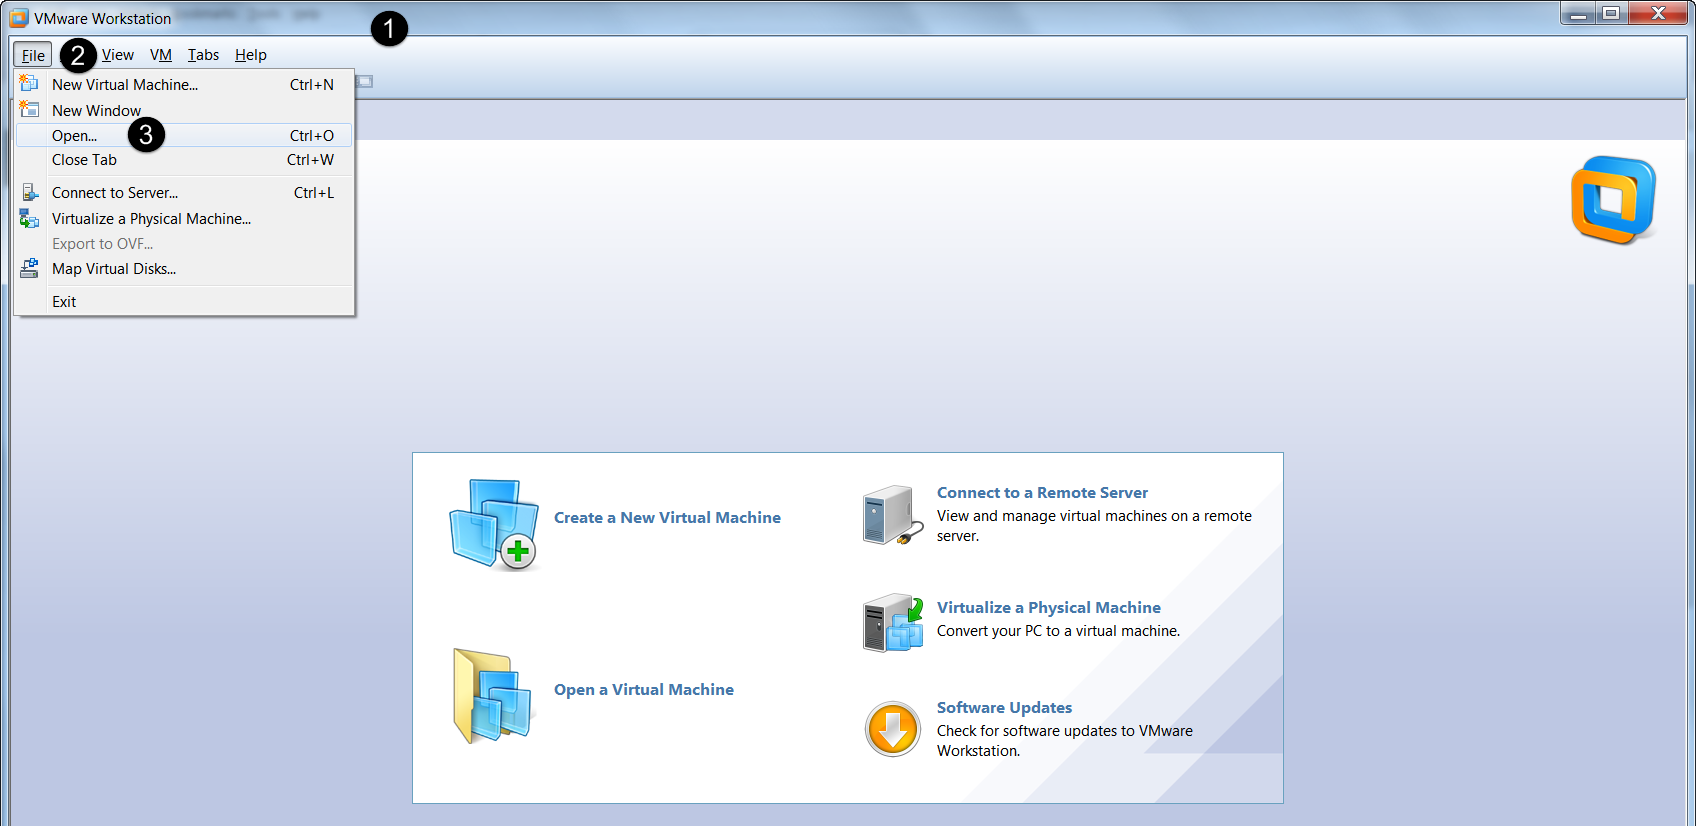 VMware Workstation
1
File 2 View VM Tabs Help
New Virtual Machine... Ctrl+N
New Window
Open... 3 Ctrl+O
Close Tab Ctrl+W
Connect to Server... Ctrl+L
Virtualize a Physical Machine...
Export to OVF...
Map Virtual Disks...
Exit
Create a New Virtual Machine
Open a Virtual Machine
Connect to a Remote Server
View and manage virtual machines on a remote
server.
Virtualize a Physical Machine
Convert your PC to a virtual machine.
Software Updates
Check for software updates to VMware
Workstation.